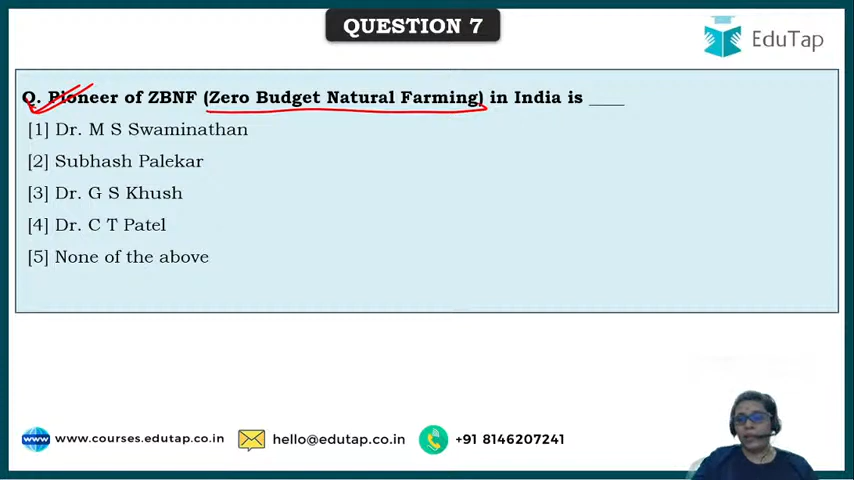 QUESTION 7
EduTap
Q. Pioneer of ZBNF (Zero Budget Natural Farming) in India is ____
[1] Dr. M S Swaminathan
[2] Subhash Palekar
[3] Dr. G S Khush
[4] Dr. C T Patel
[5] None of the above
www www.courses.edutap.co.in hello@edutap.co.in +91 8146207241